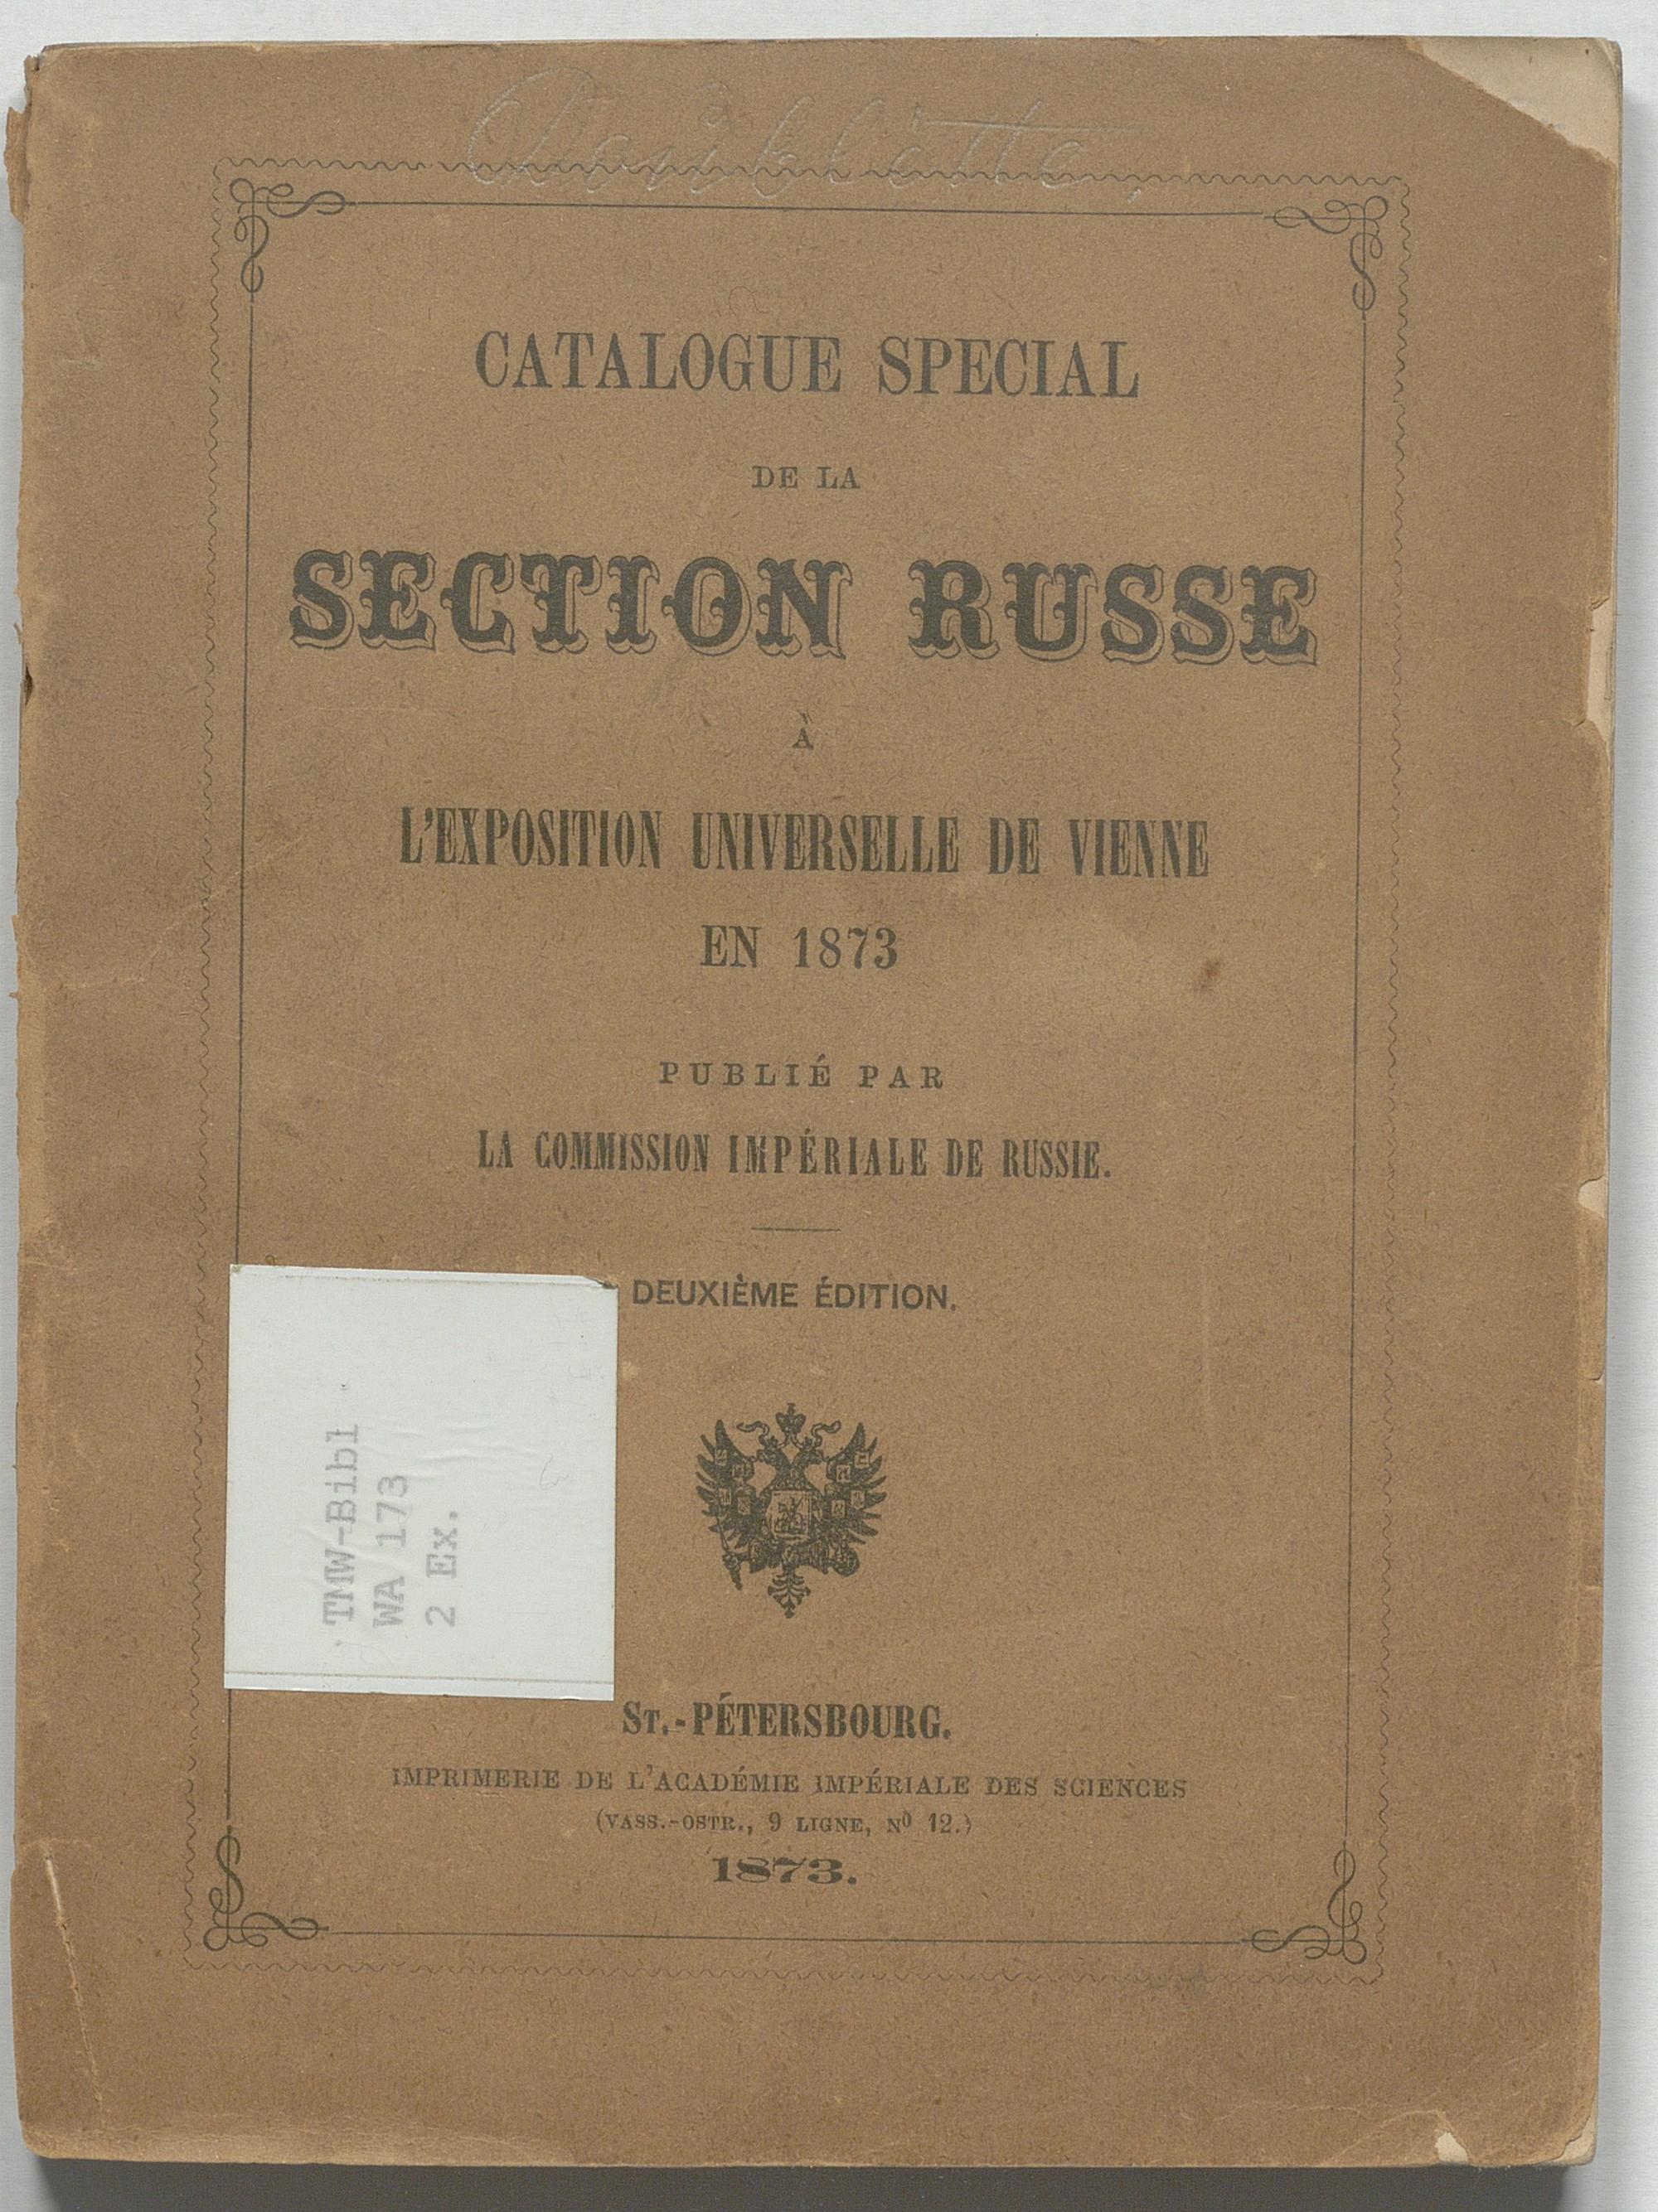 CATALOGUE SPECIAL
DE LA
SECTION RUSSE
À
L'EXPOSITION UNIVERSELLE DE VIENNE
EN 1873
PUBLIÉ PAR
LA COMMISSION IMPÉRIALE DE RUSSIE.
DEUXIÈME ÉDITION.
TMW-Bibl
WA 173
2 Ex.
ST.-PÉTERSBOURG.
IMPRIMERIE DE L'ACADÉMIE IMPÉRIALE DES SCIENCES
(VASS.-OSTR., 9 LIGNE, Nº 12.)
1873.